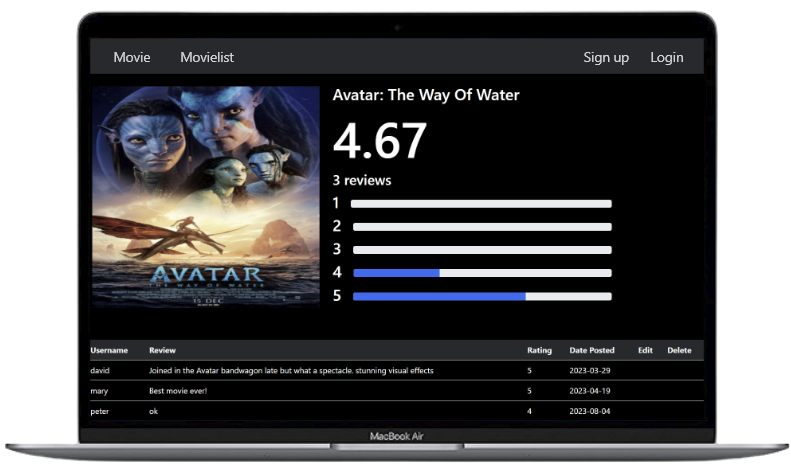 Movie Movielist Sign up Login
Avatar: The Way Of Water
4.67
3 reviews
1
2
3
4
5
AVATAR
THE WAY OF WATER
15 DEC
Username Review Rating Date Posted Edit Delete
david Joined in the Avatar bandwagon late but what a spectacle. stunning visual effects 5 2023-03-29
mary Best movie ever! 5 2023-04-19
peter ok 4 2023-08-04
MacBook Air